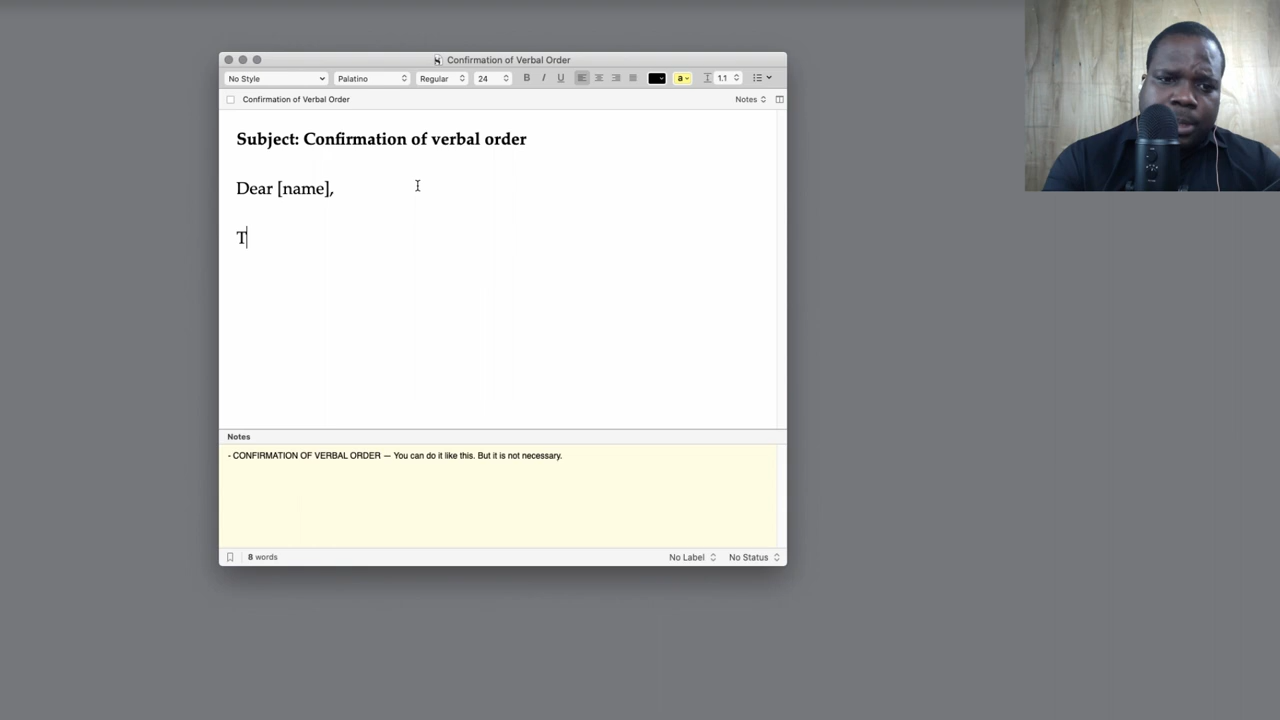 Confirmation of Verbal Order
No Style Palatino Regular 24 B I U a 1.1
Confirmation of Verbal Order Notes
Subject: Confirmation of verbal order
Dear [name],
T
Notes
- CONFIRMATION OF VERBAL ORDER — You can do it like this. But it is not necessary.
8 words No Label No Status